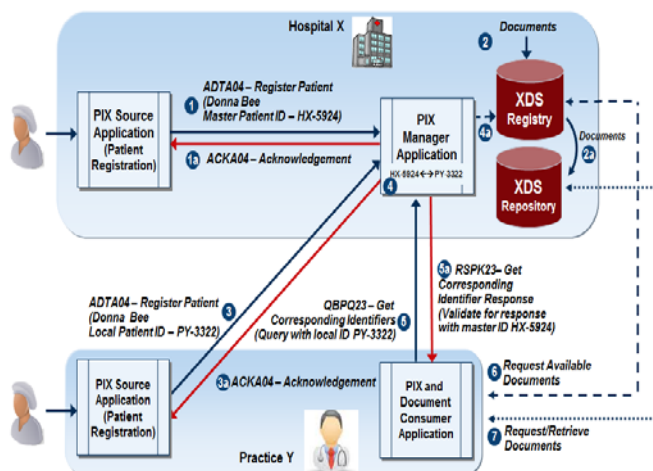 Hospital X
2
Documents
ADTA04 – Register Patient
(Donna Bee
Master Patient ID – HX-5924)
1
PIX Source
Application
(Patient
Registration)
PIX
Manager
Application
4a
XDS
Registry
1a
ACKA04 – Acknowledgement
HX-5924↔PY-3322
4
Documents
2a
XDS
Repository
ADTA04 – Register Patient
(Donna Bee
Local Patient ID – PY-3322)
3
QBPQ23 – Get
Corresponding Identifiers
(Query with local ID PY-3322)
5
5a
RSPK23– Get
Corresponding
Identifier Response
(Validate for response
with master ID HX-5924)
PIX Source
Application
(Patient
Registration)
3a
ACKA04 – Acknowledgement
PIX and
Document
Consumer
Application
6
Request Available
Documents
7
Request/Retrieve
Documents
Practice Y